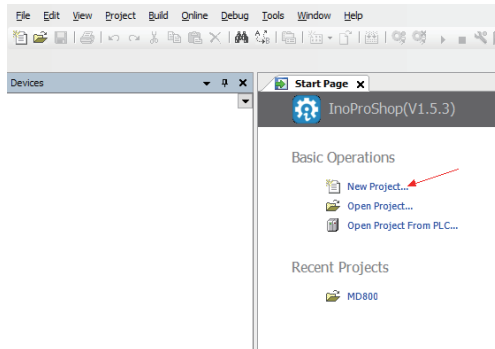 File Edit View Project Build Online Debug Tools Window Help
Devices
Start Page
InoProShop(V1.5.3)
Basic Operations
New Project...
Open Project...
Open Project From PLC...
Recent Projects
MD800